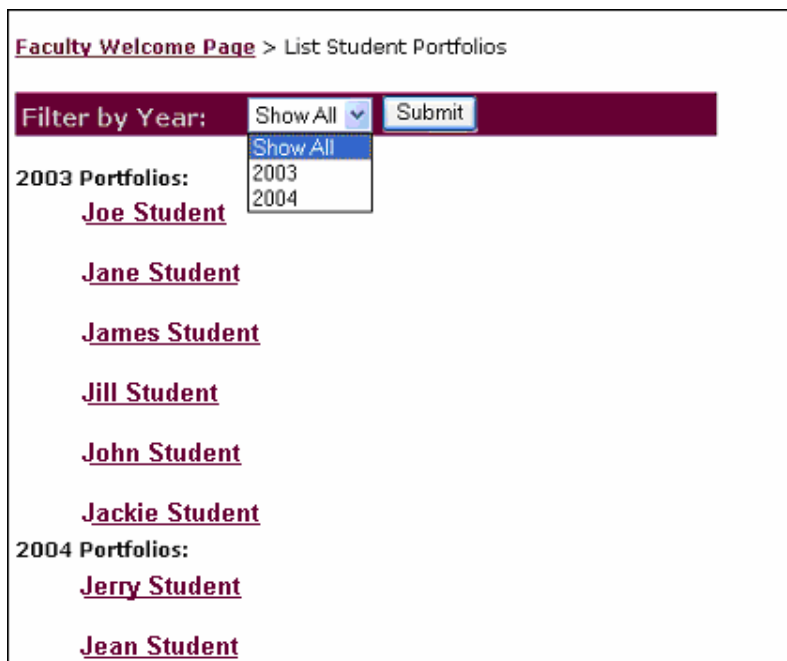 Faculty Welcome Page > List Student Portfolios
Filter by Year: Show All Submit
Show All
2003
2004
2003 Portfolios:
Joe Student
Jane Student
James Student
Jill Student
John Student
Jackie Student
2004 Portfolios:
Jerry Student
Jean Student